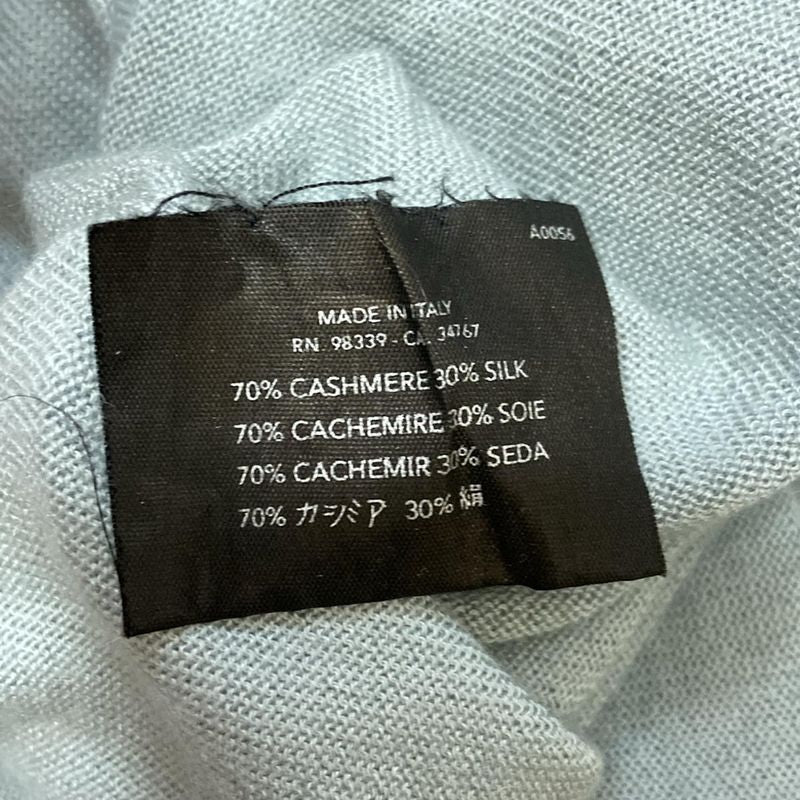 A0056
MADE IN ITALY
RN. 98339 - CA. 34767
70% CASHMERE 30% SILK
70% CACHEMIRE 30% SOIE
70% CACHEMIR 30% SEDA
70% カシミア 30% 絹